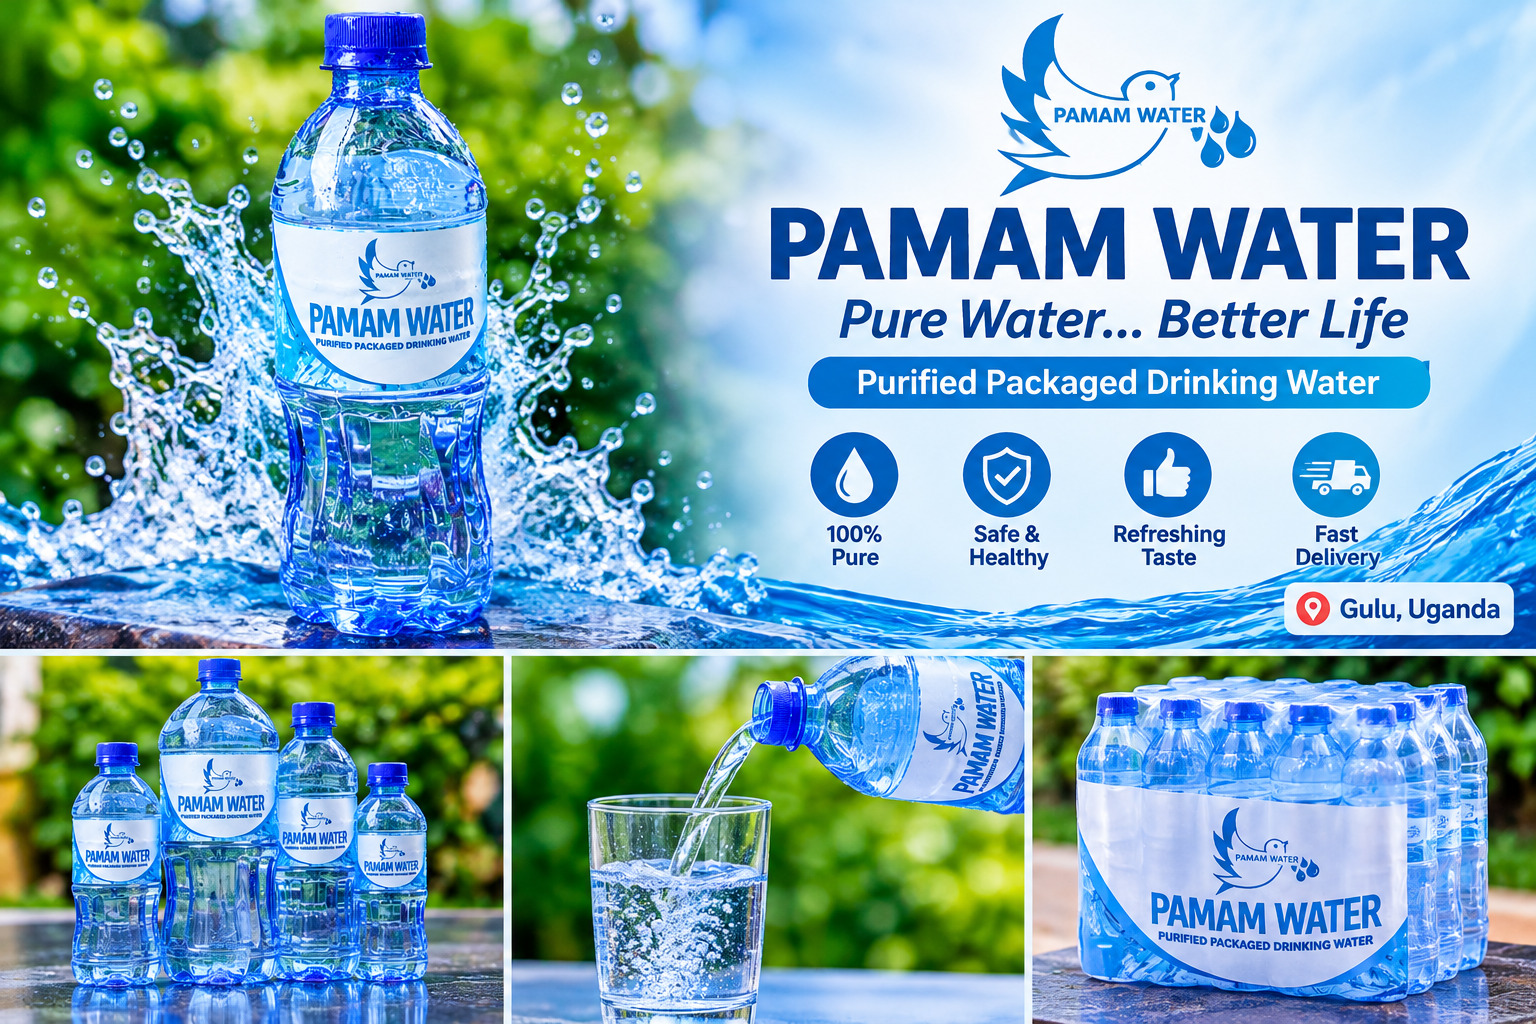 PAMAM WATER
PAMAM WATER
Pure Water... Better Life
Purified Packaged Drinking Water
100%
Pure
Safe &
Healthy
Refreshing
Taste
Fast
Delivery
Gulu, Uganda
PAMAM WATER
PAMAM WATER
PURIFIED PACKAGED DRINKING WATER
PAMAM WATER
PAMAM WATER
PAMAM WATER
PAMAM WATER
PAMAM WATER
PAMAM WATER
PAMAM WATER
PURIFIED PACKAGED DRINKING WATER